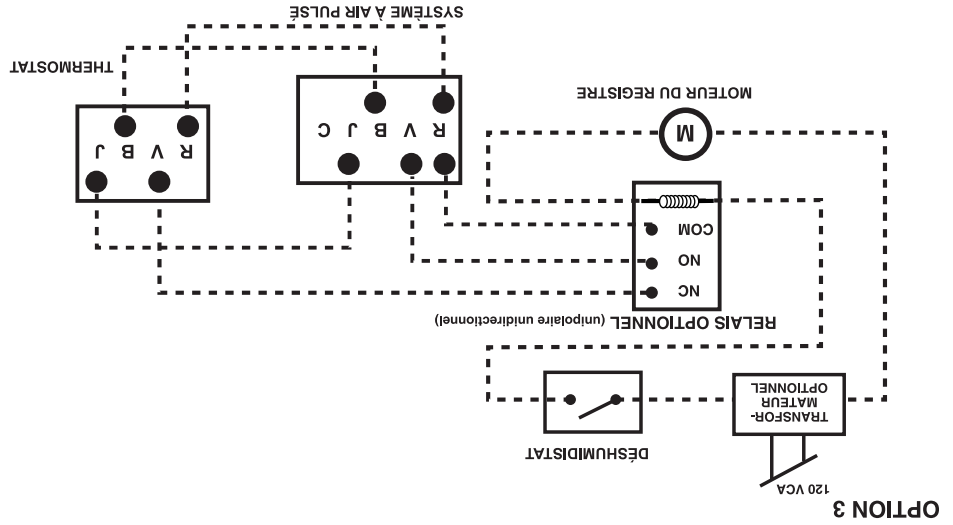 OPTION 3
120 VCA
TRANSFOR-
MATEUR
OPTIONNEL
DÉSHUMIDISTAT
RELAIS OPTIONNEL (unipolaire unidirectionnel)
NC
NO
COM
M
MOTEUR DU REGISTRE
R V B J C
R V B J
THERMOSTAT
SYSTÈME À AIR PULSÉ